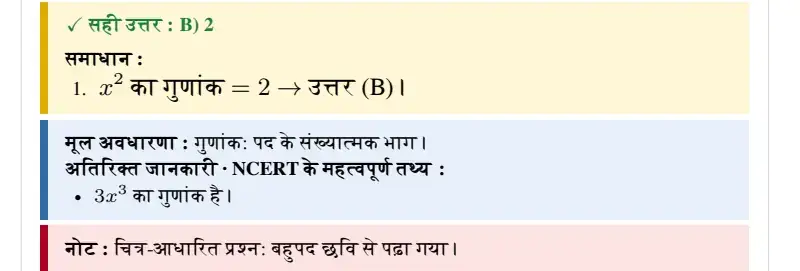 ✓ सही उत्तर : B) 2
समाधान :
1. x² का गुणांक = 2 → उत्तर (B)।
मूल अवधारणा : गुणांक: पद के संख्यात्मक भाग।
अतिरिक्त जानकारी · NCERT के महत्वपूर्ण तथ्य :
• 3x³ का गुणांक है।
नोट : चित्र-आधारित प्रश्न: बहुपद छवि से पढ़ा गया।